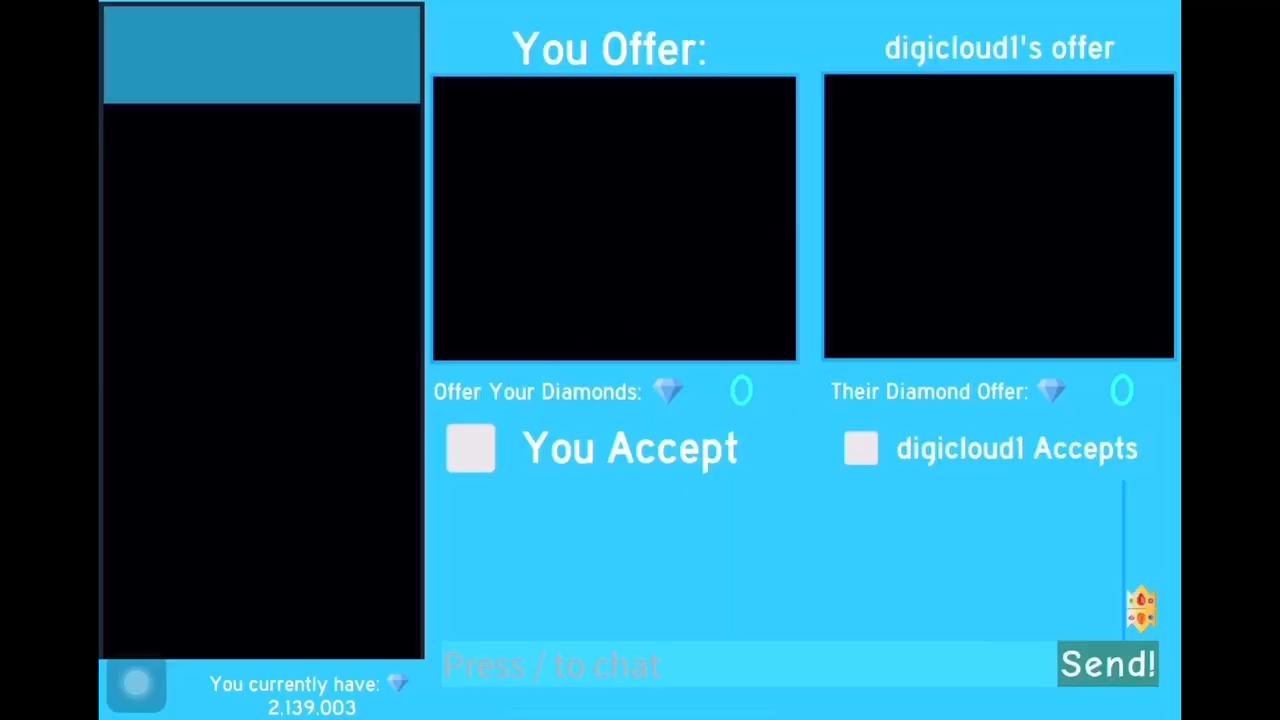 You Offer:
digicloud1's offer
Offer Your Diamonds: 0
Their Diamond Offer: 0
You Accept
digicloud1 Accepts
Press / to chat
Send!
You currently have:
2,139,003